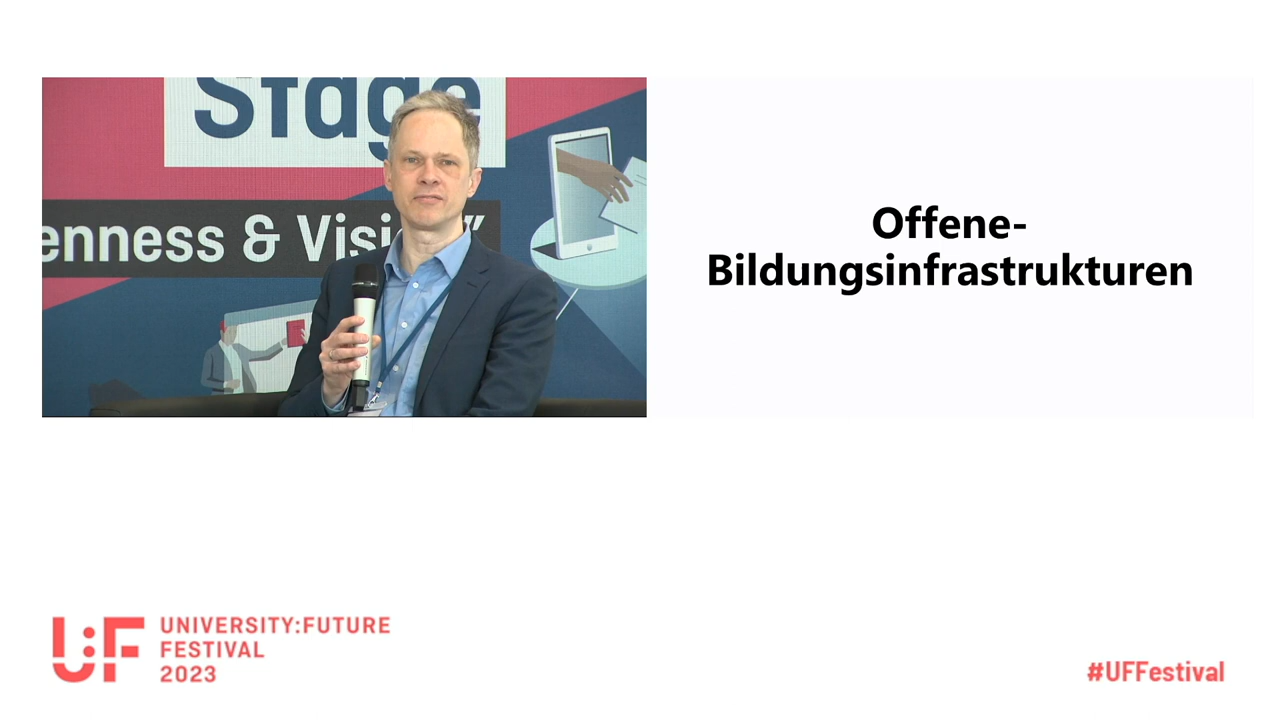 Stage
enness & Visi
Offene-
Bildungsinfrastrukturen
U:F
UNIVERSITY:FUTURE
FESTIVAL
2023
#UFFestival